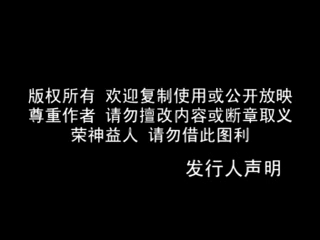 版权所有 欢迎复制使用或公开放映
尊重作者 请勿擅改内容或断章取义
荣神益人 请勿借此图利
发行人声明